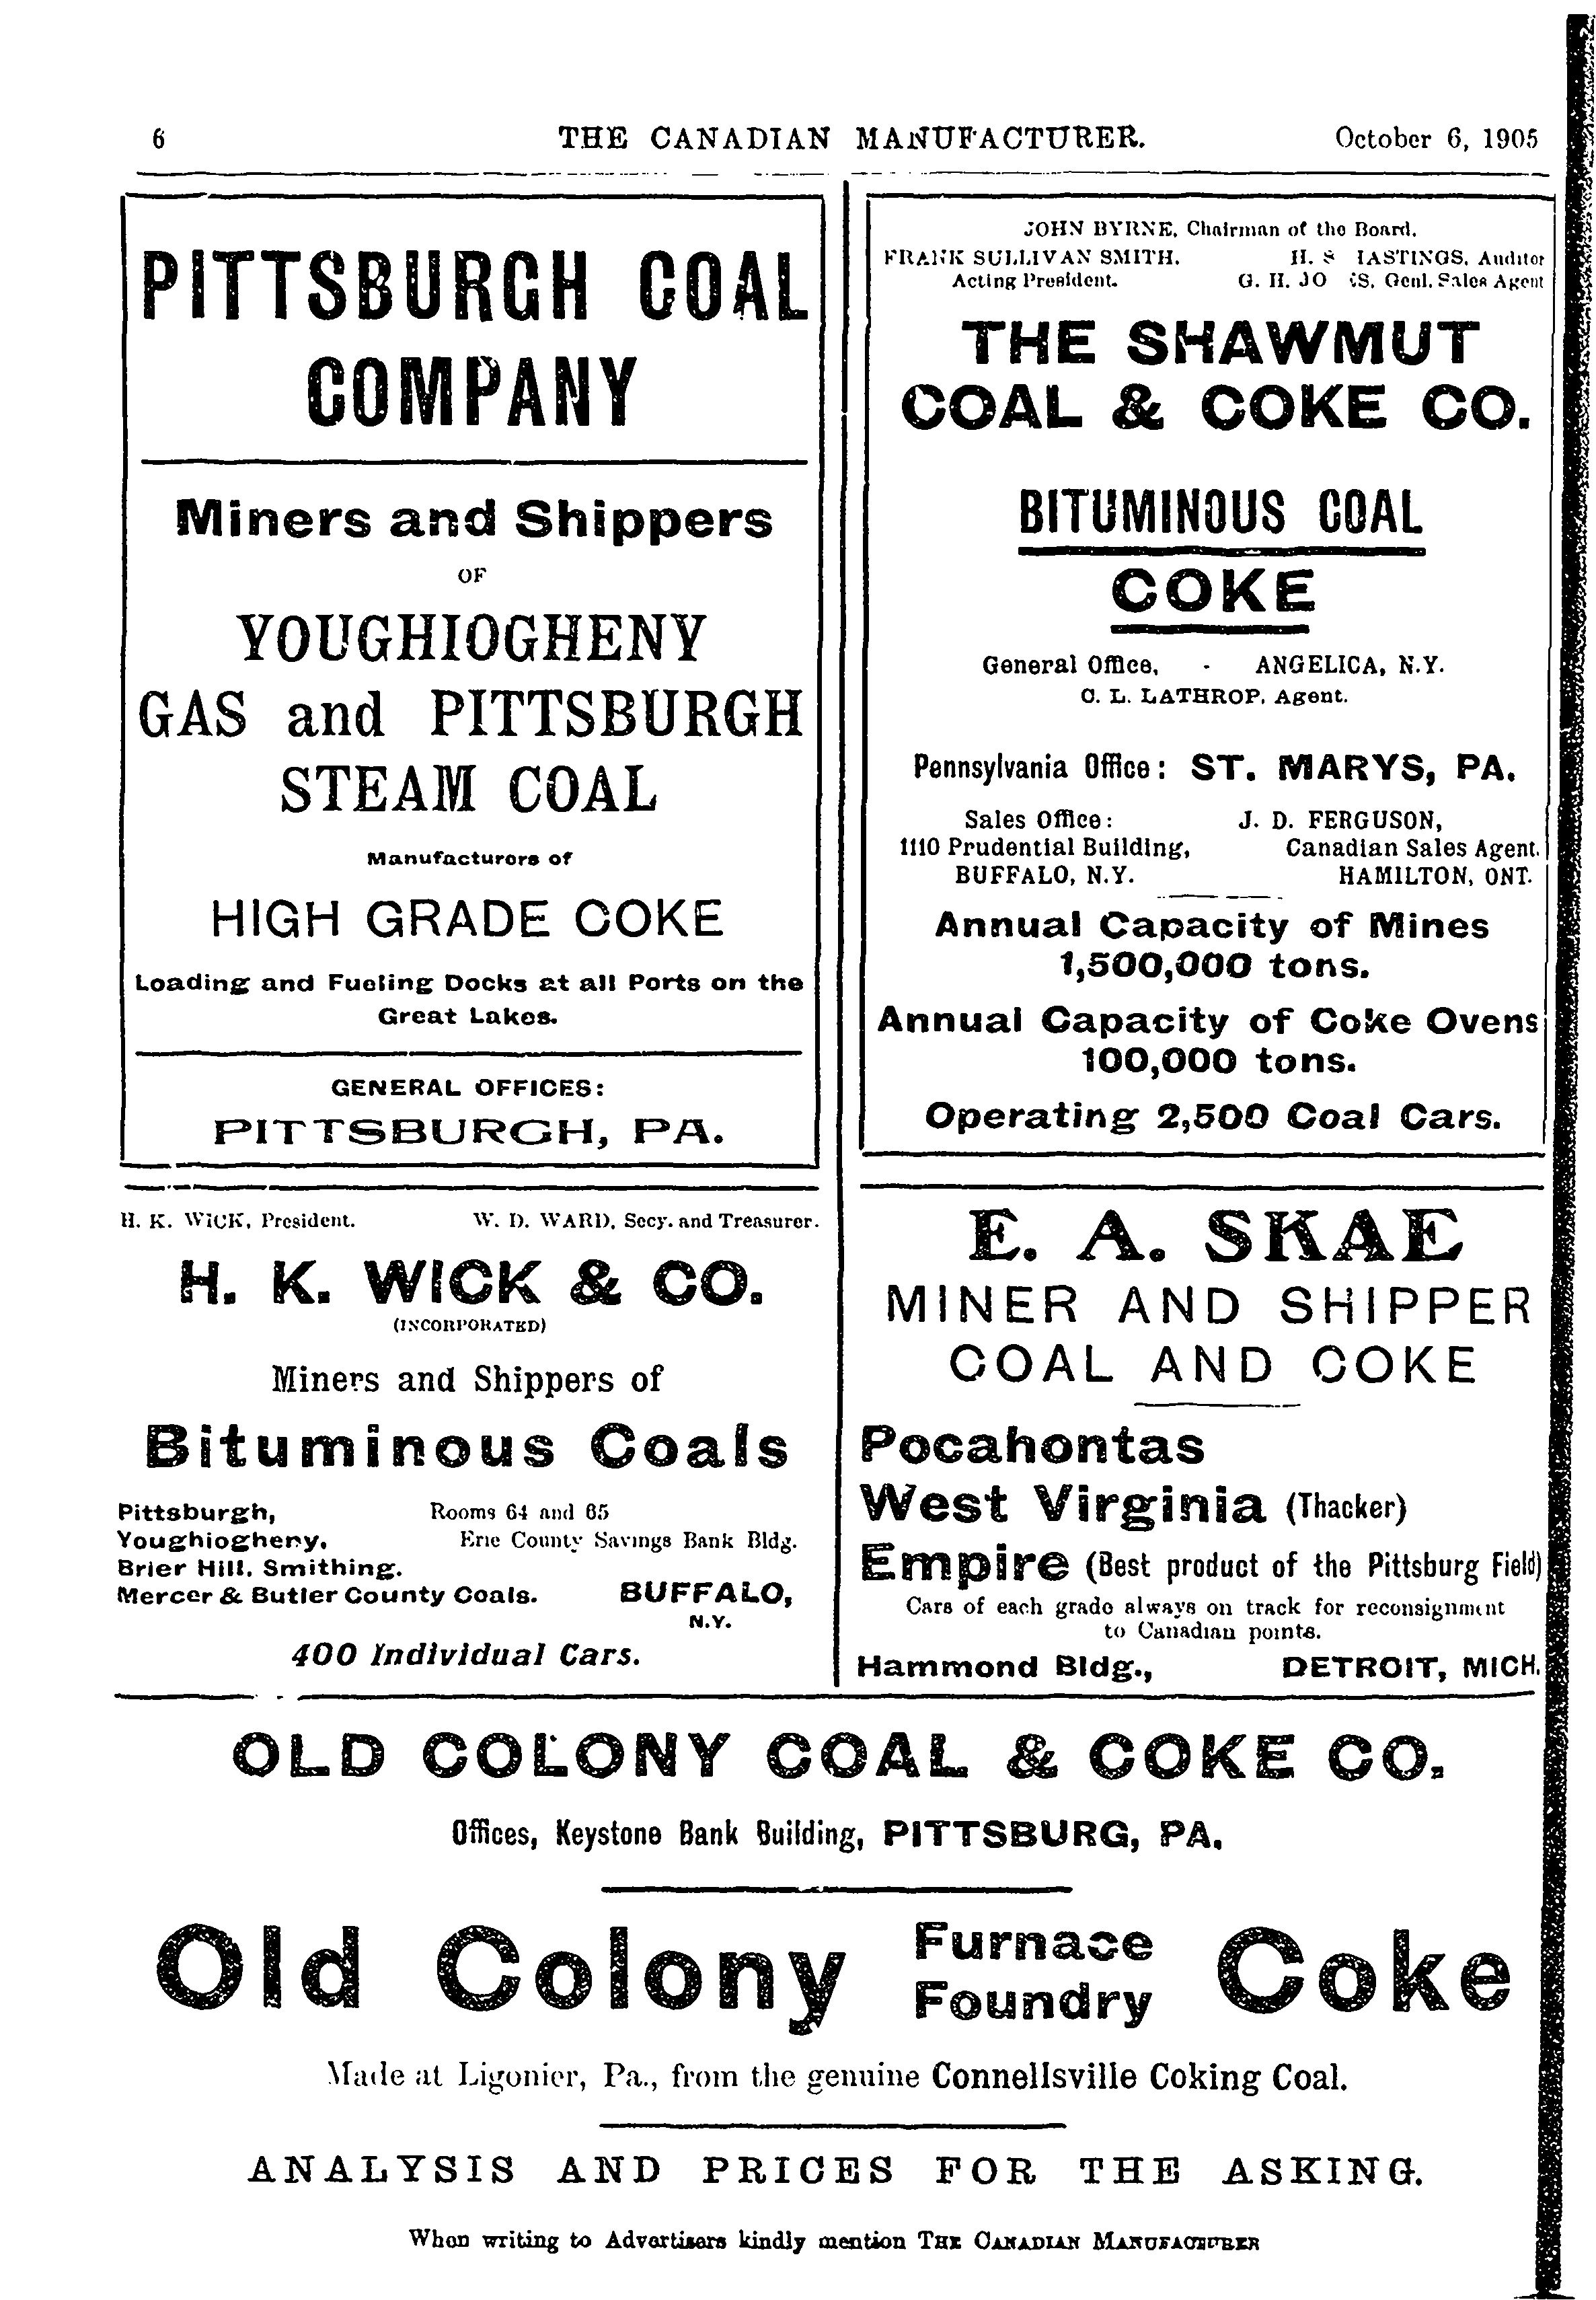 6 THE CANADIAN MANUFACTURER. October 6, 1905
PITTSBURGH COAL
COMPANY
Miners and Shippers
OF
YOUGHIOGHENY
GAS and PITTSBURGH
STEAM COAL
Manufacturers of
HIGH GRADE COKE
Loading and Fueling Docks at all Ports on the
Great Lakes.
GENERAL OFFICES:
PITTSBURGH, PA.
JOHN BYRNE, Chairman of the Board.
FRANK SULLIVAN SMITH, H. S. Auditor
Acting President. G. H. Genl. Sales Agent
THE SHAWMUT
COAL & COKE CO.
BITUMINOUS COAL
COKE
General Office, - ANGELICA, N.Y.
C. L. LATHROP, Agent.
Pennsylvania Office: ST. MARYS, PA.
Sales Office: J. D. FERGUSON,
1110 Prudential Building, Canadian Sales Agent.
BUFFALO, N.Y. HAMILTON, ONT.
Annual Capacity of Mines
1,500,000 tons.
Annual Capacity of Coke Ovens
100,000 tons.
Operating 2,500 Coal Cars.
H. K. WICK, President. W. D. WARD, Secy. and Treasurer.
H. K. WICK & CO.
(INCORPORATED)
Miners and Shippers of
Bituminous Coals
Pittsburgh, Rooms 64 and 65
Youghiogheny, Erie County Savings Bank Bldg.
Brier Hill, Smithing.
Mercer & Butler County Coals. BUFFALO,
N.Y.
400 Individual Cars.
E. A. SKAE
MINER AND SHIPPER
COAL AND COKE
Pocahontas
West Virginia (Thacker)
Empire (Best product of the Pittsburg Field)
Cars of each grade always on track for reconsignment
to Canadian points.
Hammond Bldg., DETROIT, MICH.
OLD COLONY COAL & COKE CO.
Offices, Keystone Bank Building, PITTSBURG, PA.
Old Colony Furnace Foundry Coke
Made at Ligonier, Pa., from the genuine Connellsville Coking Coal.
ANALYSIS AND PRICES FOR THE ASKING.
When writing to Advertisers kindly mention THE CANADIAN MANUFACTURER